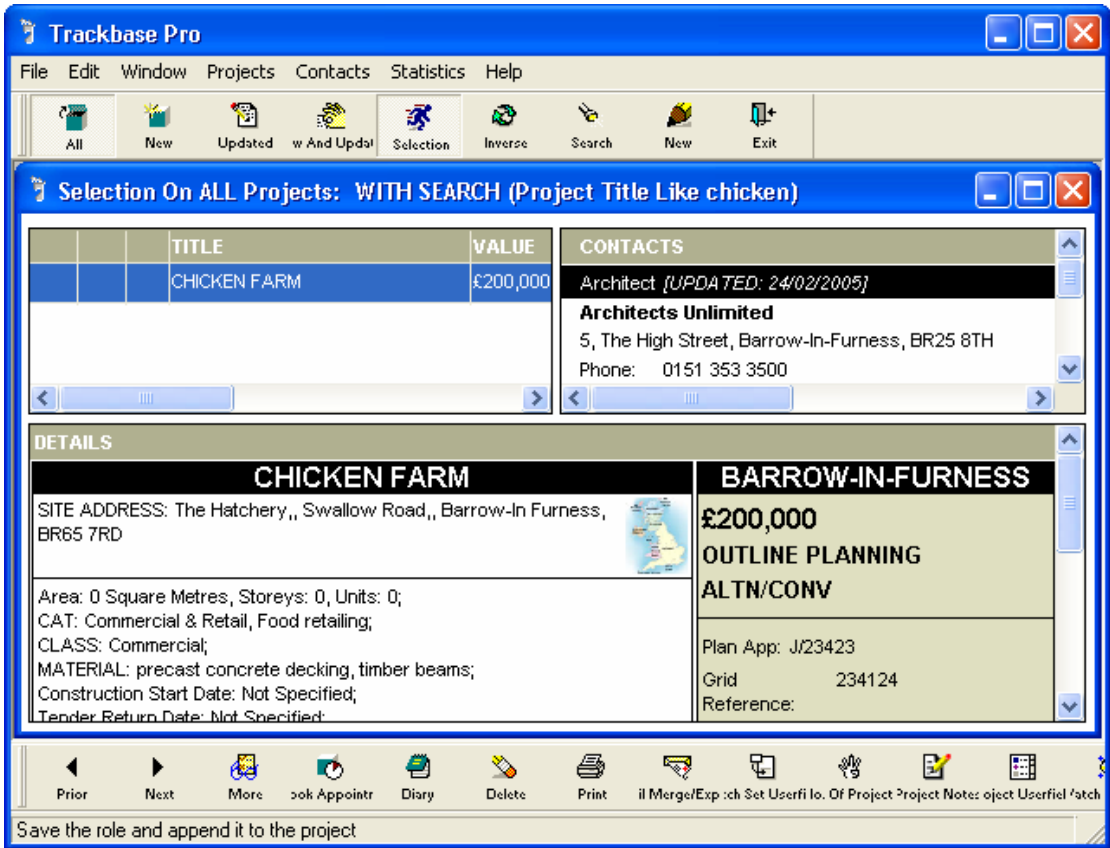 Trackbase Pro
File Edit Window Projects Contacts Statistics Help
All New Updated w And Updat Selection Inverse Search New Exit
Selection On ALL Projects: WITH SEARCH (Project Title Like chicken)
TITLE VALUE
CHICKEN FARM £200,000
CONTACTS
Architect [UPDATED: 24/02/2005]
Architects Unlimited
5, The High Street, Barrow-In-Furness, BR25 8TH
Phone: 0151 353 3500
DETAILS
CHICKEN FARM
SITE ADDRESS: The Hatchery,, Swallow Road,, Barrow-In Furness,
BR65 7RD
Area: 0 Square Metres, Storeys: 0, Units: 0;
CAT: Commercial & Retail, Food retailing;
CLASS: Commercial;
MATERIAL: precast concrete decking, timber beams;
Construction Start Date: Not Specified;
Tender Return Date: Not Specified;
BARROW-IN-FURNESS
£200,000
OUTLINE PLANNING
ALTN/CONV
Plan App: J/23423
Grid 234124
Reference:
Prior Next More ook Appointr Diary Delete Print il Merge/Exp :ch Set Userfi lo. Of Project Project Notes oject Userfiel /atch
Save the role and append it to the project